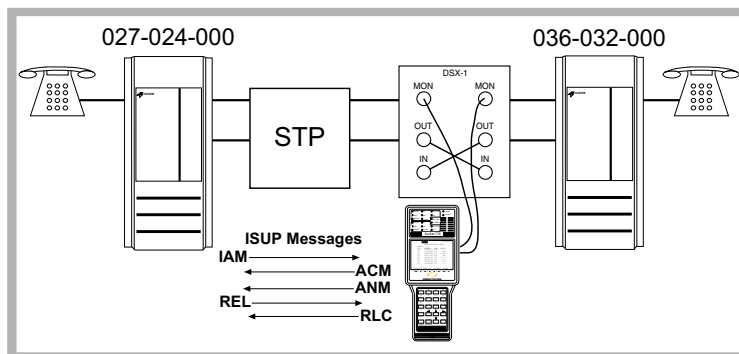 027-024-000
036-032-000
DSX-1
MON
MON
STP
OUT
OUT
IN
IN
ISUP Messages
IAM
ACM
ANM
REL
RLC